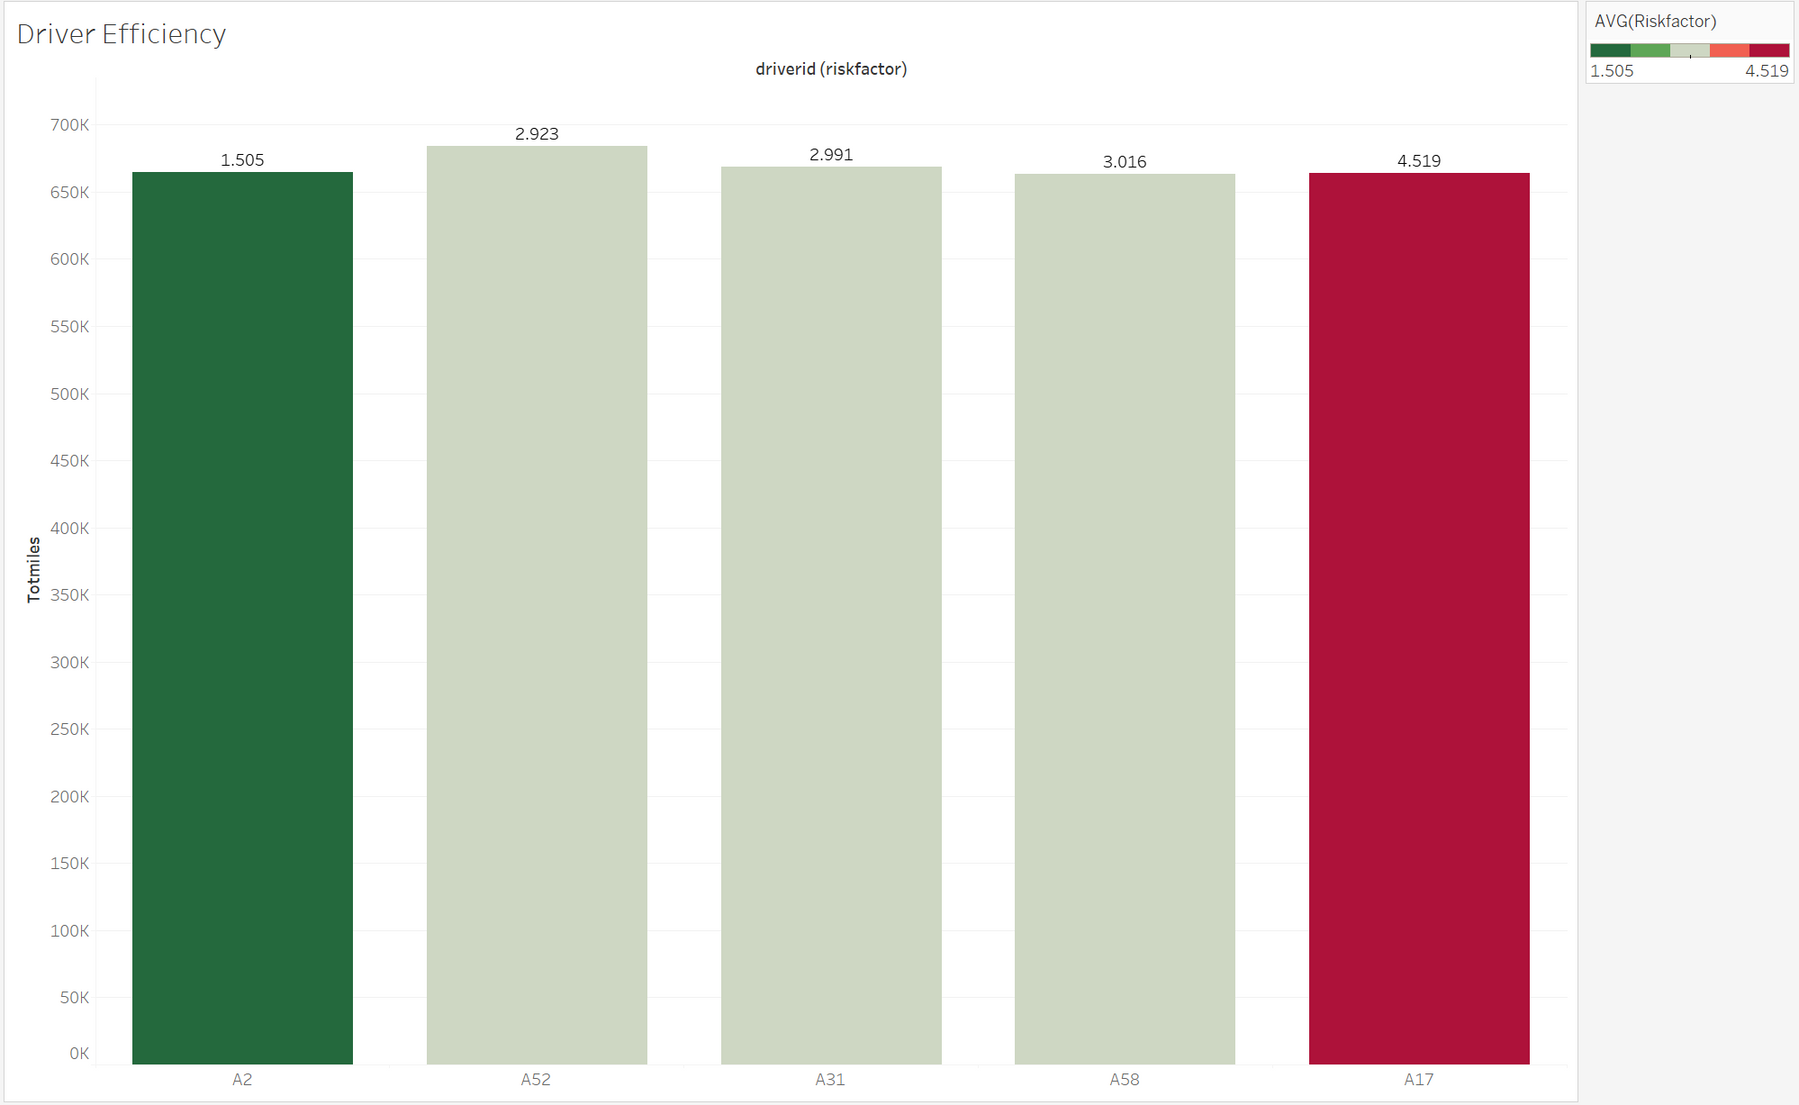 Driver Efficiency
AVG(Riskfactor)
1.505 4.519
driverid (riskfactor)
Totmiles
700K
650K
600K
550K
500K
450K
400K
350K
300K
250K
200K
150K
100K
50K
0K
1.505 2.923 2.991 3.016 4.519
A2 A52 A31 A58 A17